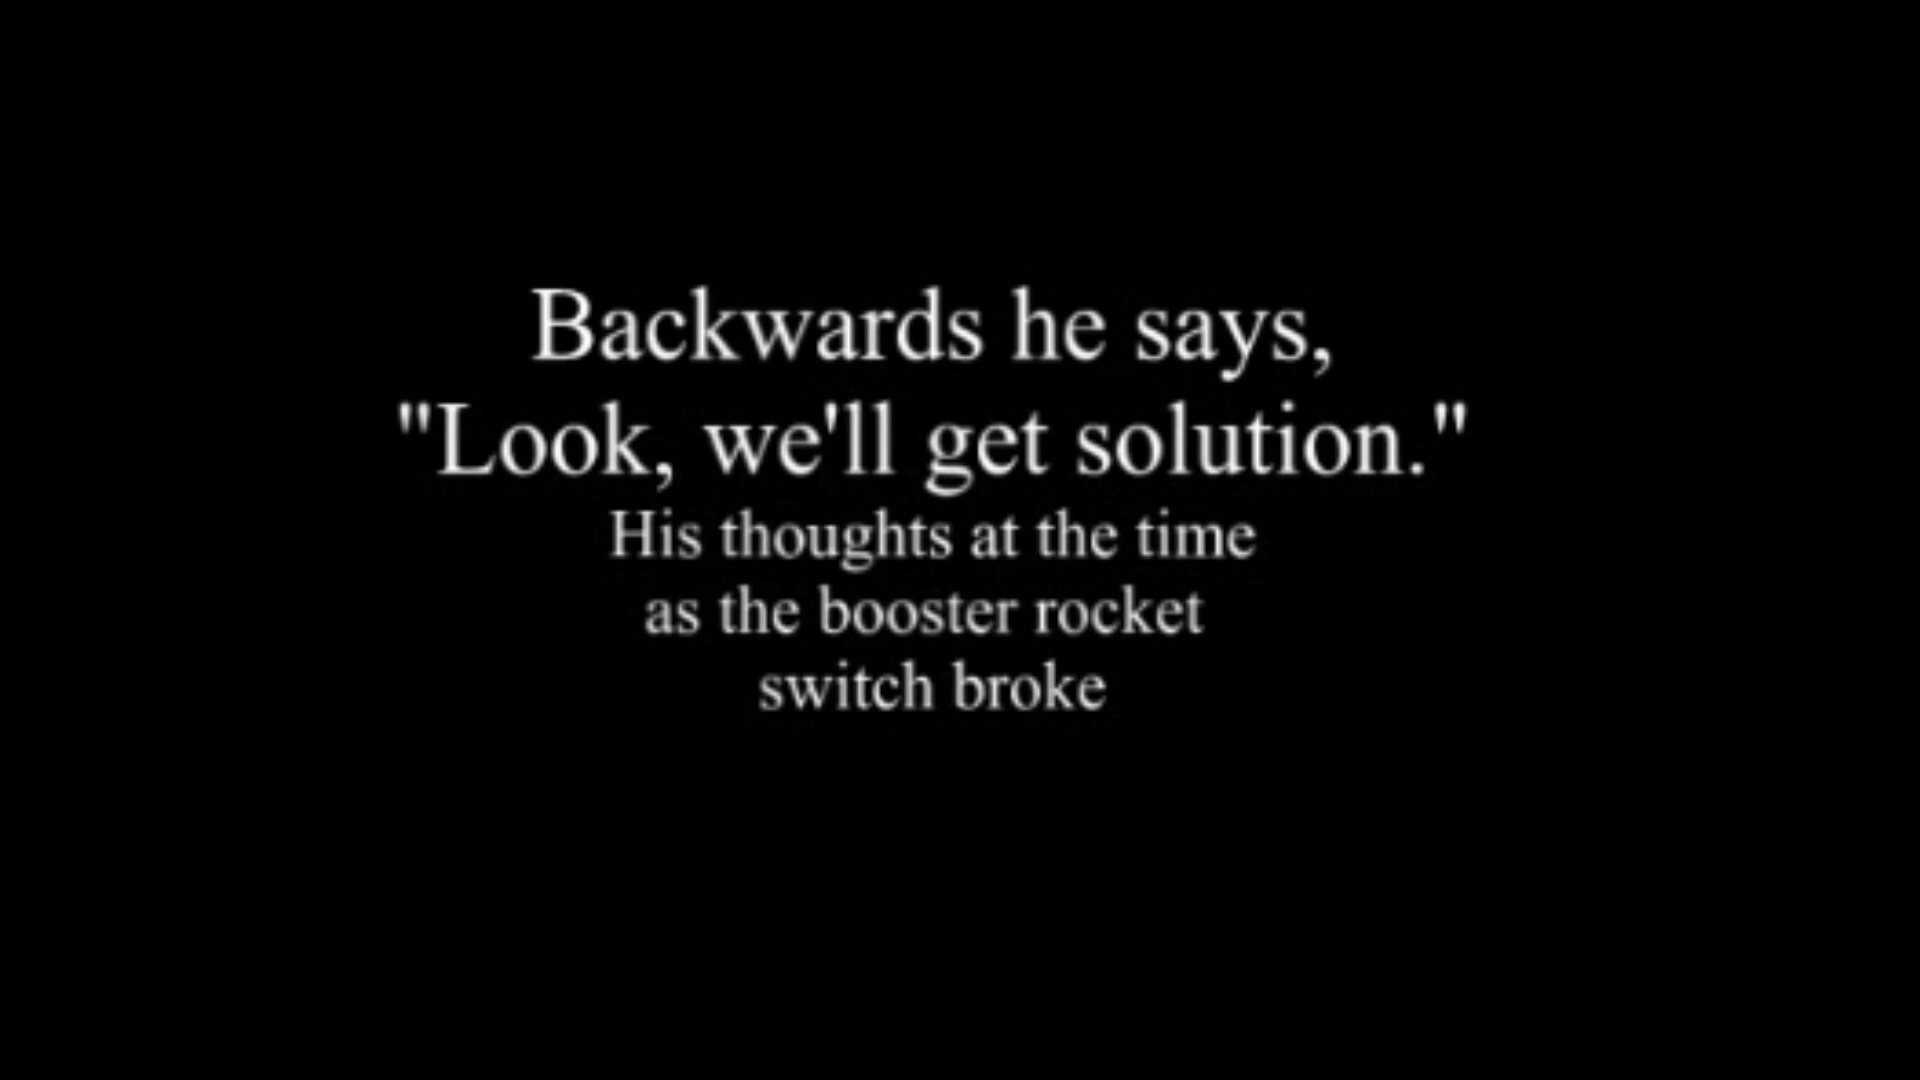 Backwards he says,
"Look, we'll get solution."
His thoughts at the time
as the booster rocket
switch broke